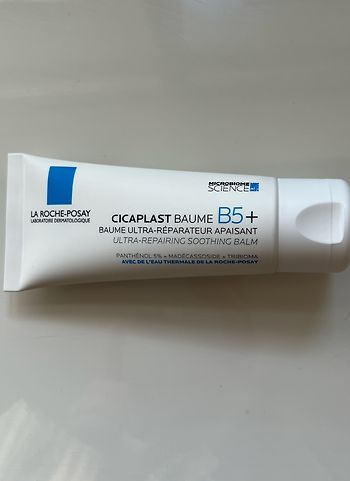 MICROBIOME
SCIENCE
LA ROCHE-POSAY
LABORATOIRE DERMATOLOGIQUE
CICAPLAST BAUME B5+
BAUME ULTRA-RÉPARATEUR APAISANT
ULTRA-REPAIRING SOOTHING BALM
PANTHÉNOL 5% + MADÉCASSOSIDE + TRIBIOMA
AVEC DE L'EAU THERMALE DE LA ROCHE-POSAY